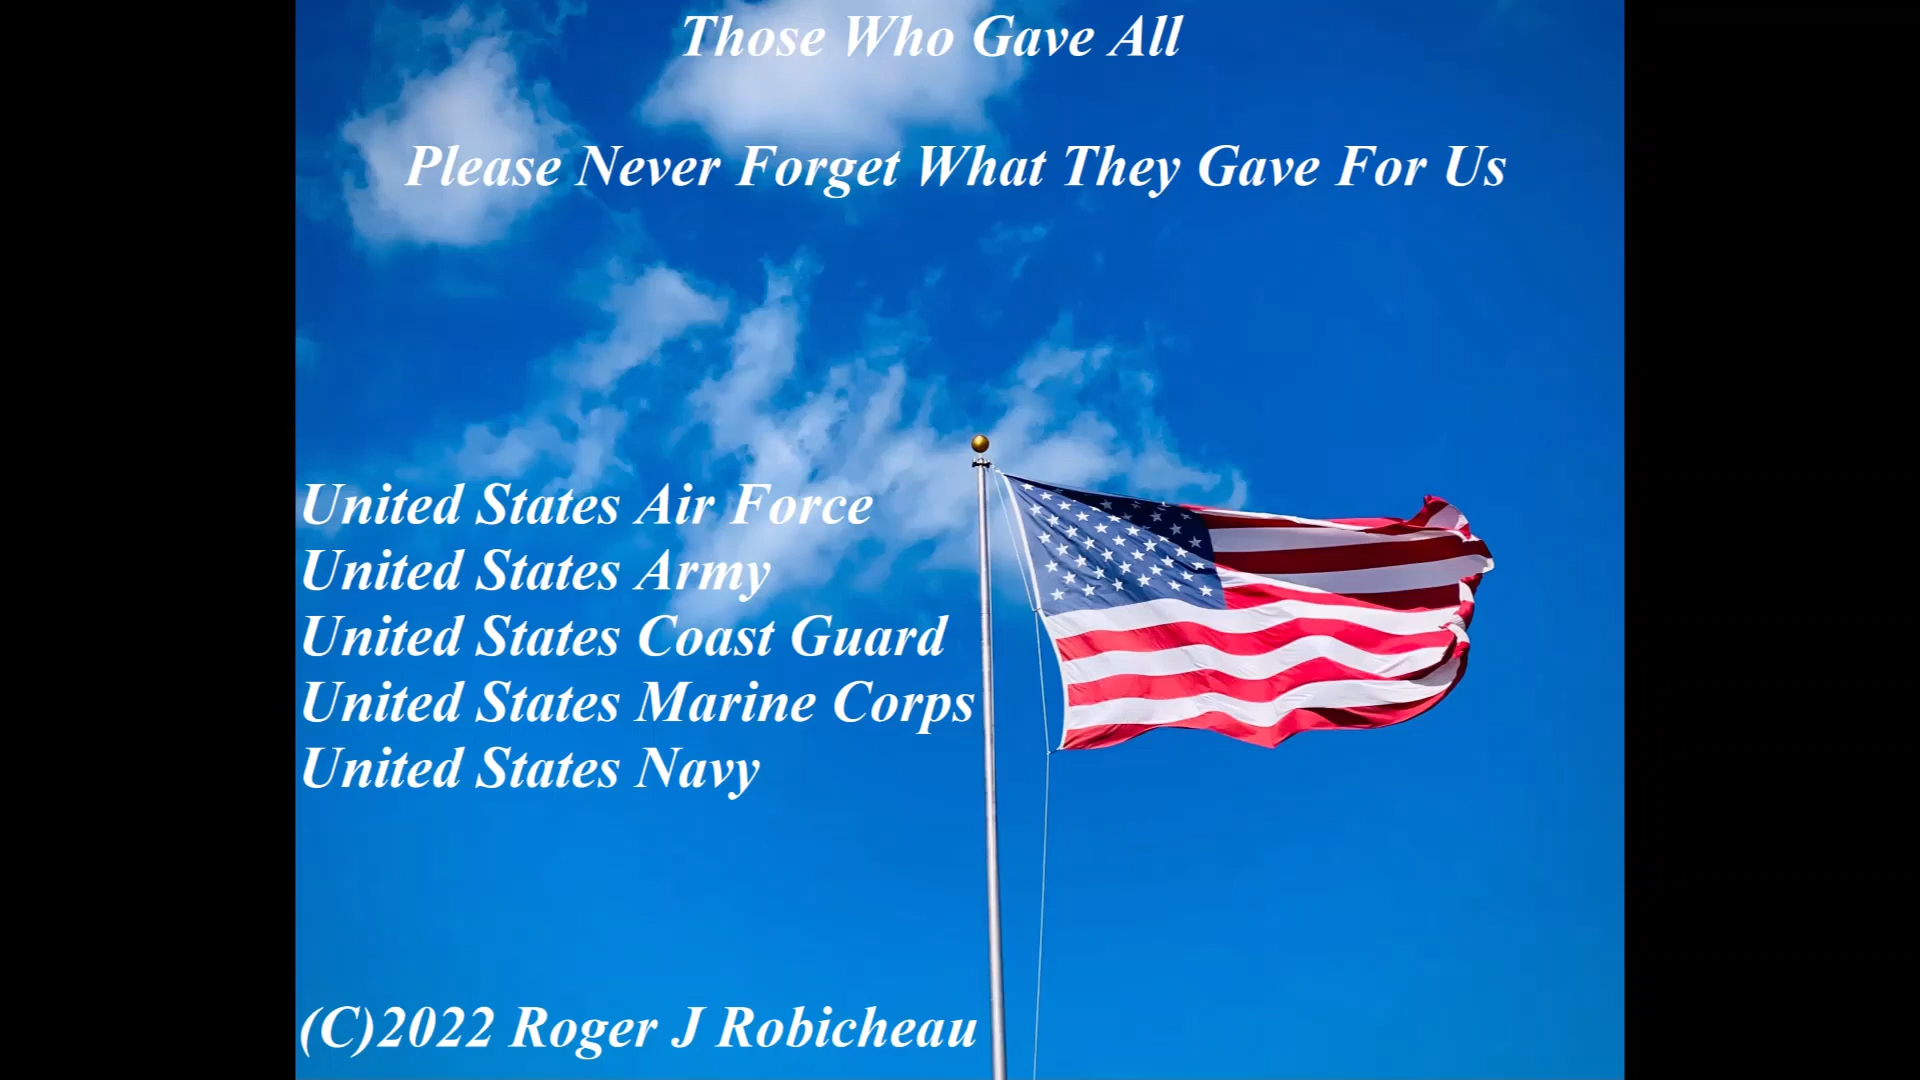 Those Who Gave All
Please Never Forget What They Gave For Us
United States Air Force
United States Army
United States Coast Guard
United States Marine Corps
United States Navy
(C)2022 Roger J Robicheau